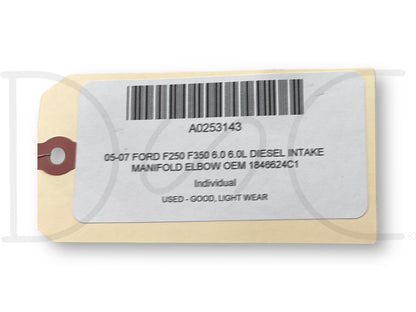 A0253143
05-07 FORD F250 F350 6.0 6.0L DIESEL INTAKE
MANIFOLD ELBOW OEM 1846624C1
Individual
USED - GOOD, LIGHT WEAR